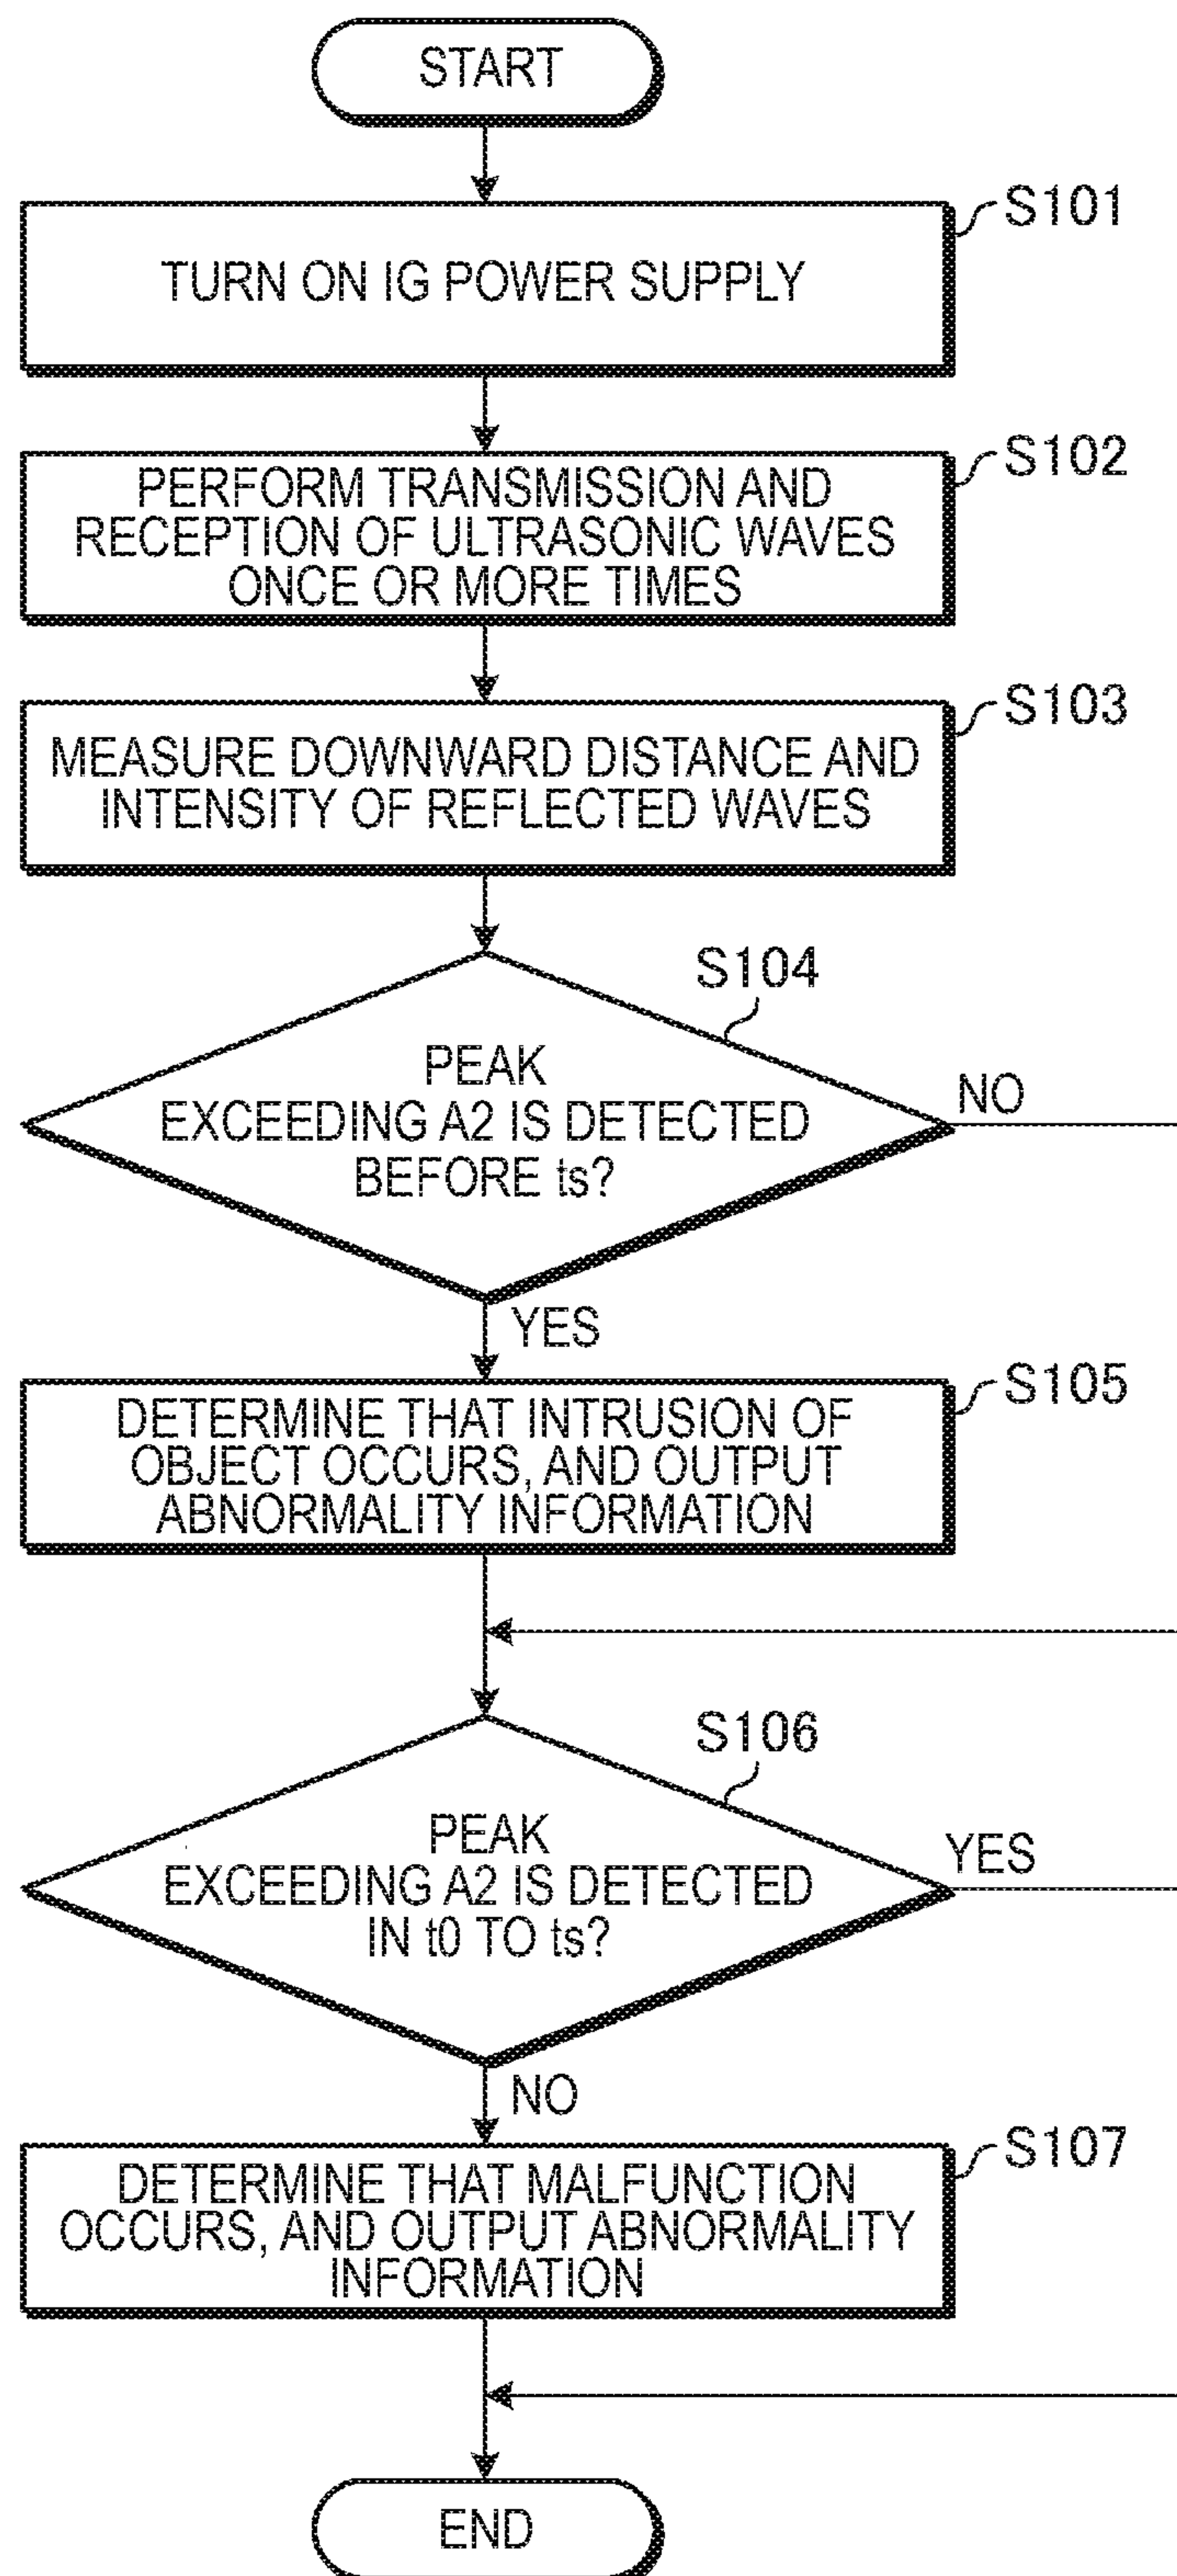 START
S101
TURN ON IG POWER SUPPLY
S102
PERFORM TRANSMISSION AND
RECEPTION OF ULTRASONIC WAVES
ONCE OR MORE TIMES
S103
MEASURE DOWNWARD DISTANCE AND
INTENSITY OF REFLECTED WAVES
S104
PEAK
EXCEEDING A2 IS DETECTED
BEFORE ts?
NO
YES
S105
DETERMINE THAT INTRUSION OF
OBJECT OCCURS, AND OUTPUT
ABNORMALITY INFORMATION
S106
PEAK
EXCEEDING A2 IS DETECTED
IN t0 TO ts?
YES
NO
S107
DETERMINE THAT MALFUNCTION
OCCURS, AND OUTPUT ABNORMALITY
INFORMATION
END